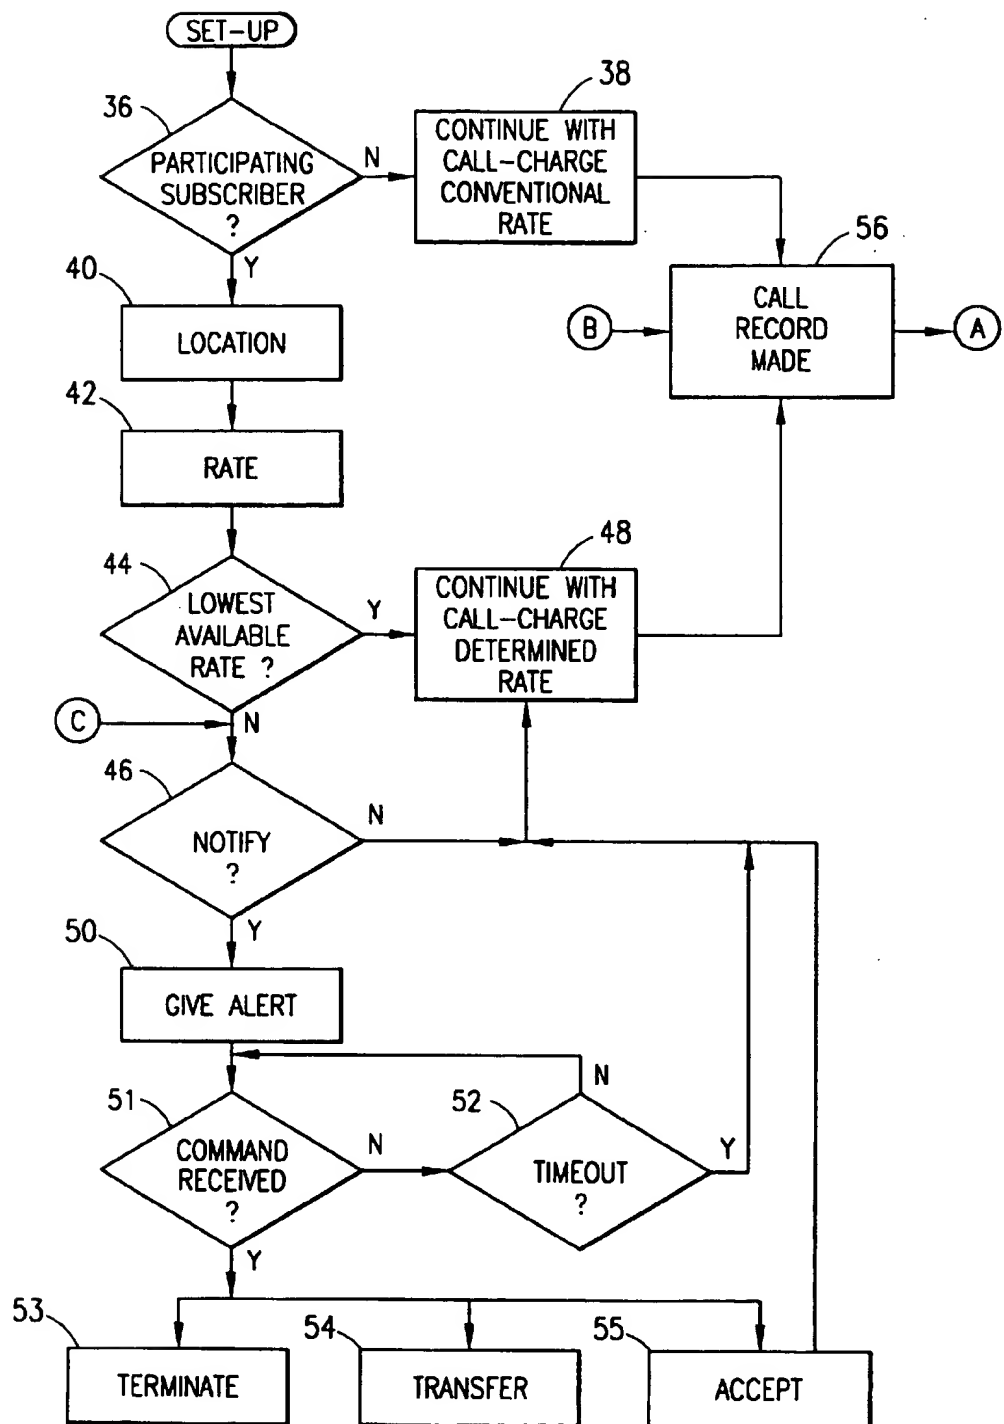 SET-UP
36
PARTICIPATING
SUBSCRIBER
?
N
Y
38
CONTINUE WITH
CALL-CHARGE
CONVENTIONAL
RATE
56
CALL
RECORD
MADE
B
A
40
LOCATION
42
RATE
44
LOWEST
AVAILABLE
RATE ?
Y
N
48
CONTINUE WITH
CALL-CHARGE
DETERMINED
RATE
C
46
NOTIFY
?
N
Y
50
GIVE ALERT
51
COMMAND
RECEIVED
?
N
Y
52
TIMEOUT
?
N
Y
53
TERMINATE
54
TRANSFER
55
ACCEPT